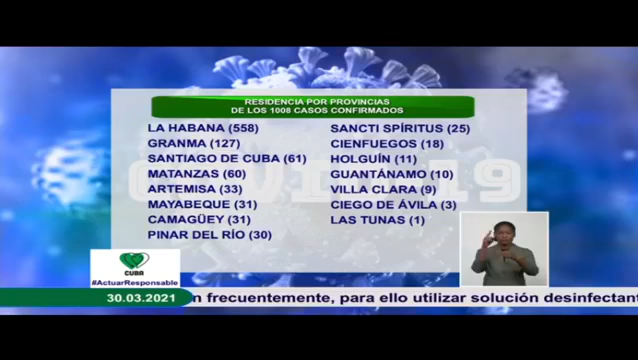 RESIDENCIA POR PROVINCIAS
DE LOS 1008 CASOS CONFIRMADOS
LA HABANA (558)
GRANMA (127)
SANTIAGO DE CUBA (61)
MATANZAS (60)
ARTEMISA (33)
MAYABEQUE (31)
CAMAGÜEY (31)
PINAR DEL RÍO (30)
SANCTI SPÍRITUS (25)
CIENFUEGOS (18)
HOLGUÍN (11)
GUANTÁNAMO (10)
VILLA CLARA (9)
CIEGO DE ÁVILA (3)
LAS TUNAS (1)
CUBA
#ActuarResponsable
30.03.2021
n frecuentemente, para ello utilizar solución desinfectant